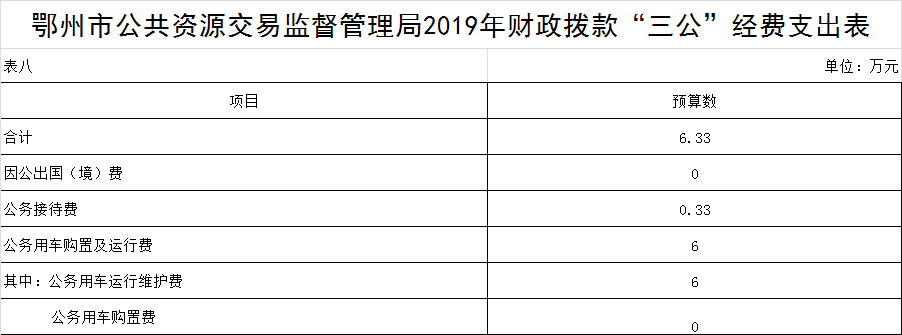 鄂州市公共资源交易监督管理局2019年财政拨款“三公”经费支出表
表八 单位：万元
项目 预算数
合计 6.33
因公出国（境）费 0
公务接待费 0.33
公务用车购置及运行费 6
其中：公务用车运行维护费 6
公务用车购置费 0